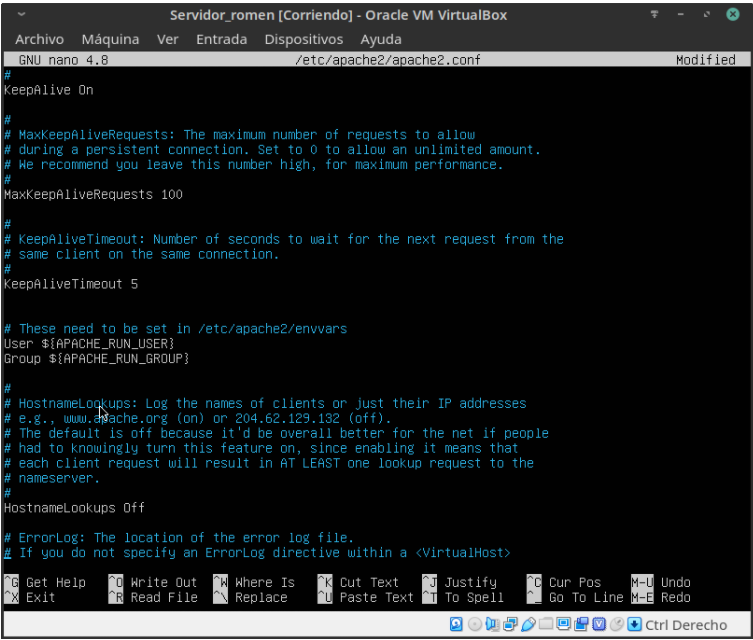 Servidor_romen [Corriendo] - Oracle VM VirtualBox
Archivo Máquina Ver Entrada Dispositivos Ayuda
GNU nano 4.8 /etc/apache2/apache2.conf Modified
#
KeepAlive On
#
# MaxKeepAliveRequests: The maximum number of requests to allow
# during a persistent connection. Set to 0 to allow an unlimited amount.
# We recommend you leave this number high, for maximum performance.
#
MaxKeepAliveRequests 100
#
# KeepAliveTimeout: Number of seconds to wait for the next request from the
# same client on the same connection.
#
KeepAliveTimeout 5
# These need to be set in /etc/apache2/envvars
User ${APACHE_RUN_USER}
Group ${APACHE_RUN_GROUP}
#
# HostnameLookups: Log the names of clients or just their IP addresses
# e.g., www.apache.org (on) or 204.62.129.132 (off).
# The default is off because it'd be overall better for the net if people
# had to knowingly turn this feature on, since enabling it means that
# each client request will result in AT LEAST one lookup request to the
# nameserver.
#
HostnameLookups Off
# ErrorLog: The location of the error log file.
# If you do not specify an ErrorLog directive within a <VirtualHost>
^G Get Help ^O Write Out ^W Where Is ^K Cut Text ^J Justify ^C Cur Pos M-U Undo
^X Exit ^R Read File ^\ Replace ^U Paste Text ^T To Spell ^_ Go To Line M-E Redo
Ctrl Derecho